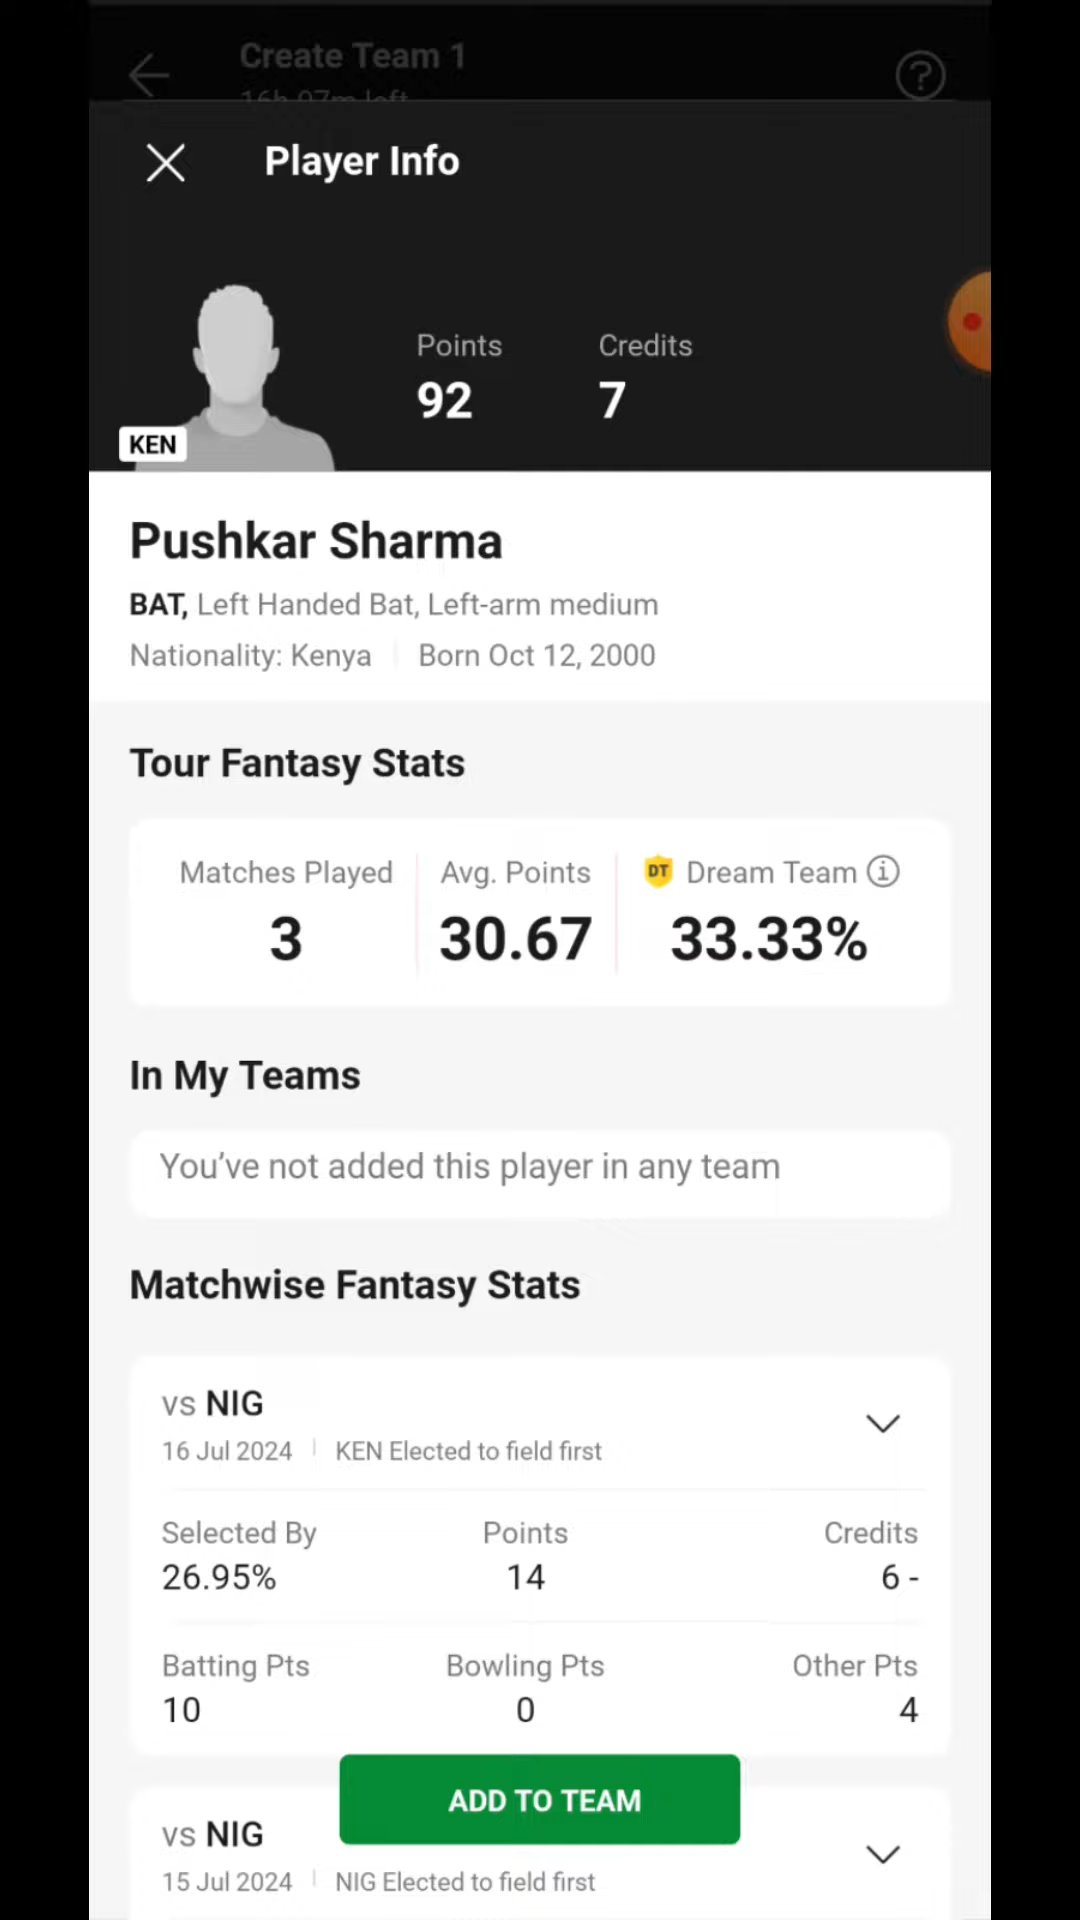 Create Team 1
16h 07m left
Player Info
Points
Credits
92
7
KEN
Pushkar Sharma
BAT, Left Handed Bat, Left-arm medium
Nationality: Kenya
Born Oct 12, 2000
Tour Fantasy Stats
Matches Played
Avg. Points
DT Dream Team
3
30.67
33.33%
In My Teams
You’ve not added this player in any team
Matchwise Fantasy Stats
vs NIG
16 Jul 2024
KEN Elected to field first
Selected By
Points
Credits
26.95%
14
6 -
Batting Pts
Bowling Pts
Other Pts
10
0
4
ADD TO TEAM
vs NIG
15 Jul 2024
NIG Elected to field first